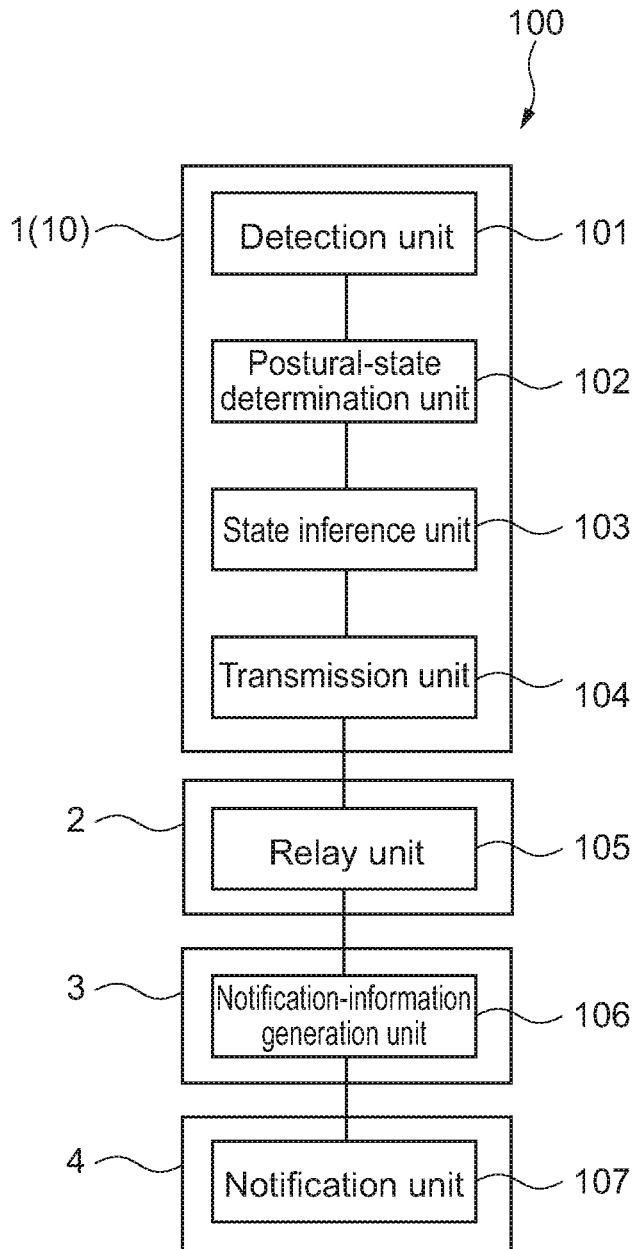 100
1(10)
Detection unit
101
Postural-state
determination unit
102
State inference unit
103
Transmission unit
104
2
Relay unit
105
3
Notification-information
generation unit
106
4
Notification unit
107